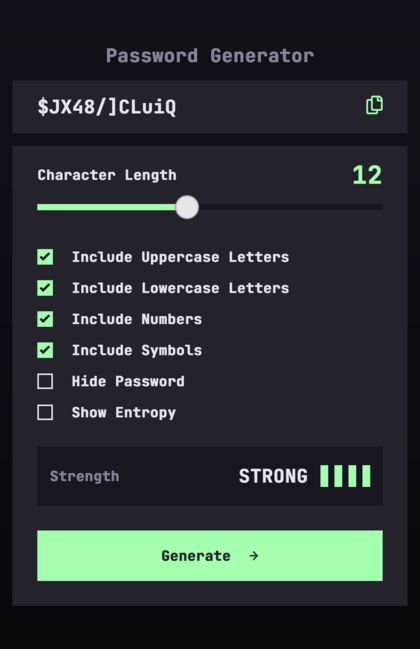 Password Generator
$JX48/]CLuiQ
Character Length 12
Include Uppercase Letters
Include Lowercase Letters
Include Numbers
Include Symbols
Hide Password
Show Entropy
Strength STRONG
Generate →